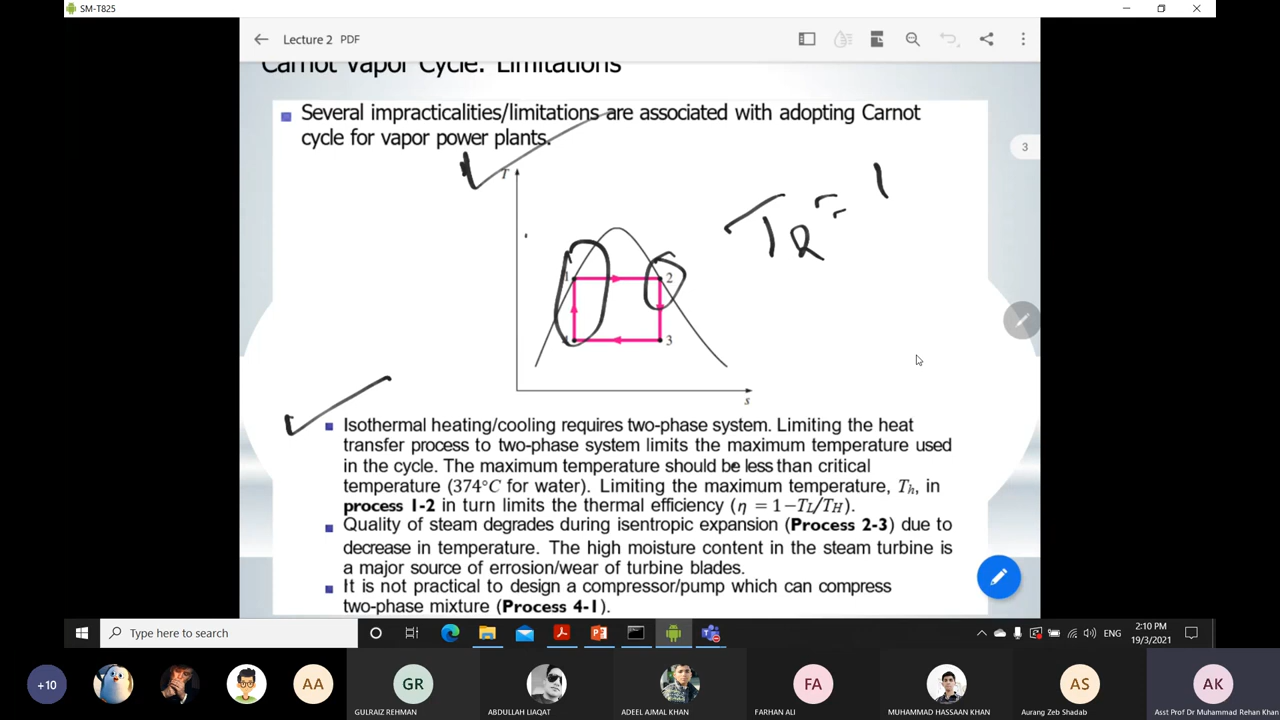 SM-T825
Lecture 2 PDF
Carnot Vapor Cycle: Limitations
Several impracticalities/limitations are associated with adopting Carnot
cycle for vapor power plants.
3
T
TR = 1
1
2
4
3
s
Isothermal heating/cooling requires two-phase system. Limiting the heat
transfer process to two-phase system limits the maximum temperature used
in the cycle. The maximum temperature should be less than critical
temperature (374°C for water). Limiting the maximum temperature, Th, in
process 1-2 in turn limits the thermal efficiency (η = 1−TL/TH).
Quality of steam degrades during isentropic expansion (Process 2-3) due to
decrease in temperature. The high moisture content in the steam turbine is
a major source of errosion/wear of turbine blades.
It is not practical to design a compressor/pump which can compress
two-phase mixture (Process 4-1).
Type here to search
ENG
2:10 PM
19/3/2021
+10
AA
GR
FA
AS
AK
GULRAIZ REHMAN
ABDULLAH LIAQAT
ADEEL AJMAL KHAN
FARHAN ALI
MUHAMMAD HASSAAN KHAN
Aurang Zeb Shadab
Asst Prof Dr Muhammad Rehan Khan